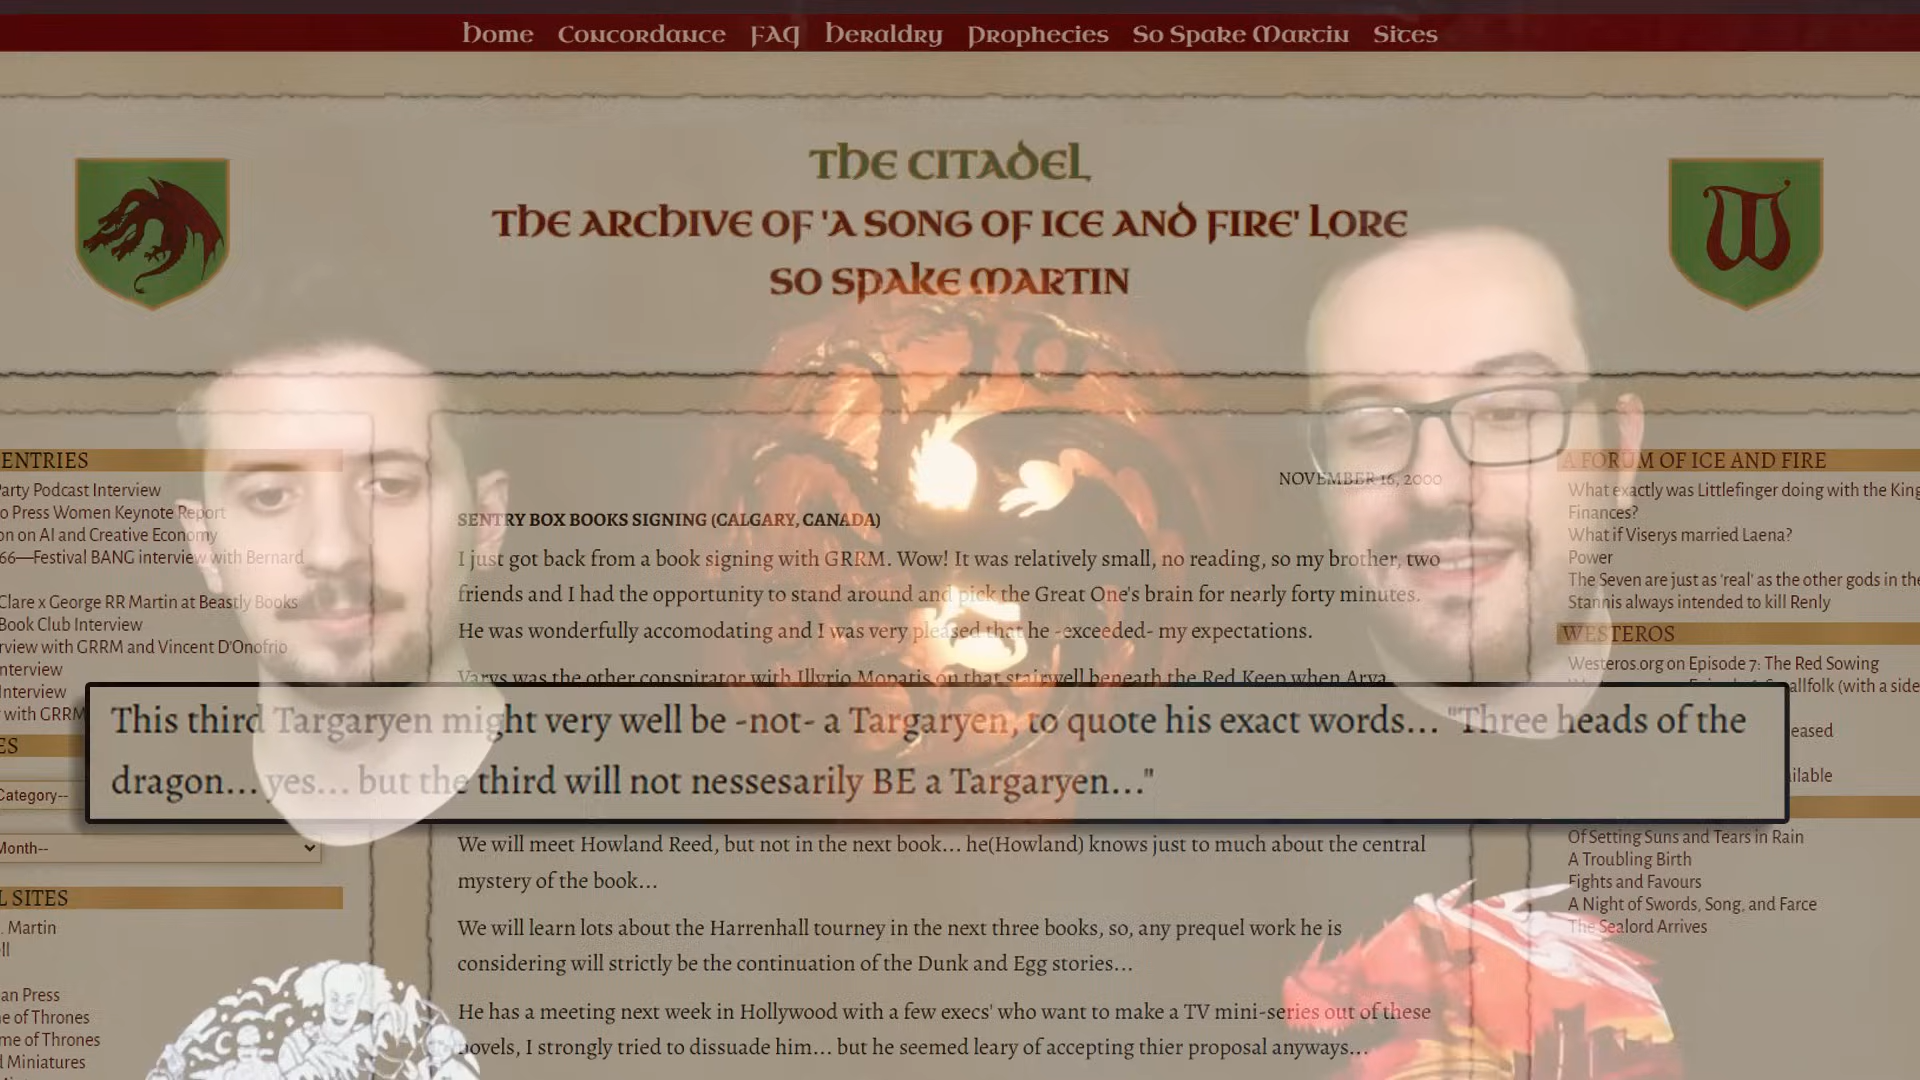 Home Concordance FAQ Heraldry Prophecies So Spake Martin Sites
The Citadel
The Archive of 'A Song of Ice and Fire' Lore
So Spake Martin
ENTRIES
Party Podcast Interview
o Press Women Keynote Report
on on AI and Creative Economy
66—Festival BANG interview with Bernard
Clare x George RR Martin at Beastly Books
Book Club Interview
rview with GRRM and Vincent D'Onofrio
nterview
Interview
with GRRM
ES
Category--
Month--
L SITES
. Martin
ell
an Press
e of Thrones
me of Thrones
d Miniatures
NOVEMBER 16, 2000
SENTRY BOX BOOKS SIGNING (CALGARY, CANADA)
I just got back from a book signing with GRRM. Wow! It was relatively small, no reading, so my brother, two
friends and I had the opportunity to stand around and pick the Great One's brain for nearly forty minutes.
He was wonderfully accomodating and I was very pleased that he -exceeded- my expectations.
Varys was the other conspirator with Illyrio Mopatis on that stairwell beneath the Red Keep when Arya
This third Targaryen might very well be -not- a Targaryen, to quote his exact words... "Three heads of the
dragon... yes... but the third will not nessesarily BE a Targaryen..."
We will meet Howland Reed, but not in the next book... he(Howland) knows just to much about the central
mystery of the book...
We will learn lots about the Harrenhall tourney in the next three books, so, any prequel work he is
considering will strictly be the continuation of the Dunk and Egg stories...
He has a meeting next week in Hollywood with a few execs' who want to make a TV mini-series out of these
novels, I strongly tried to dissuade him... but he seemed leary of accepting thier proposal anyways...
A FORUM OF ICE AND FIRE
What exactly was Littlefinger doing with the King
Finances?
What if Viserys married Laena?
Power
The Seven are just as 'real' as the other gods in the
Stannis always intended to kill Renly
WESTEROS
Westeros.org on Episode 7: The Red Sowing
mallfolk (with a side
eased
ilable
Of Setting Suns and Tears in Rain
A Troubling Birth
Fights and Favours
A Night of Swords, Song, and Farce
The Sealord Arrives